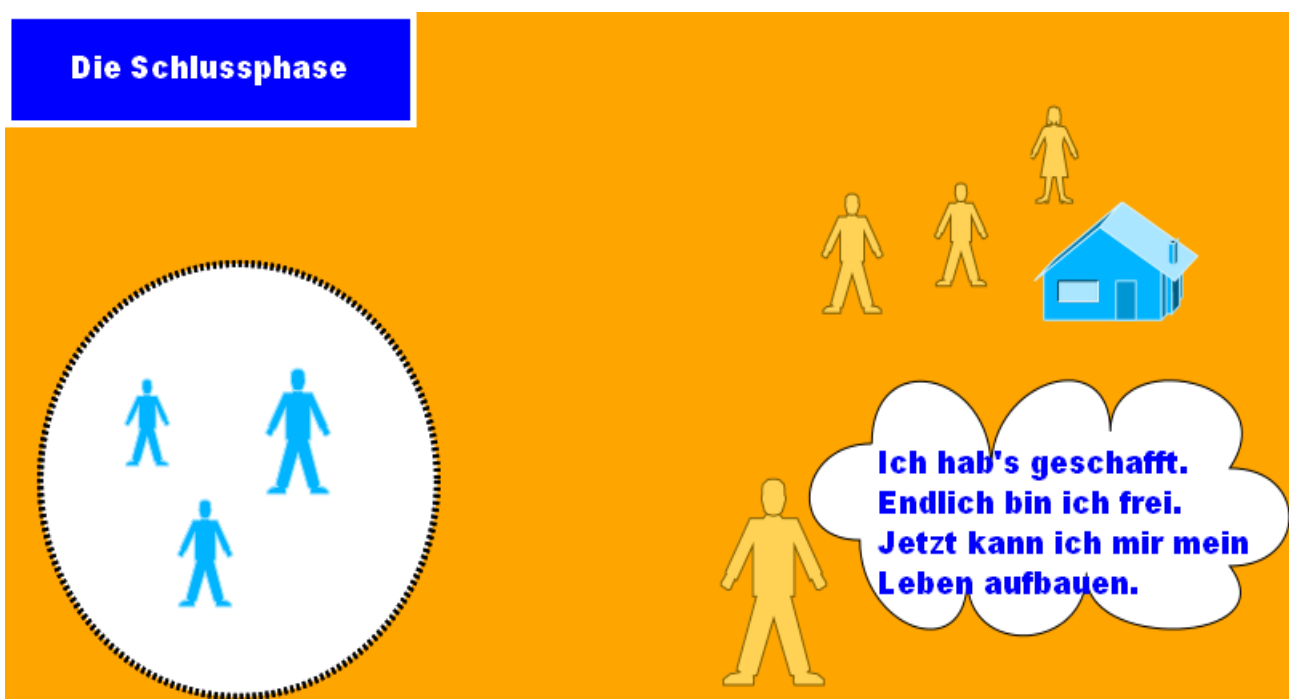 Die Schlussphase
Ich hab's geschafft.
Endlich bin ich frei.
Jetzt kann ich mir mein
Leben aufbauen.